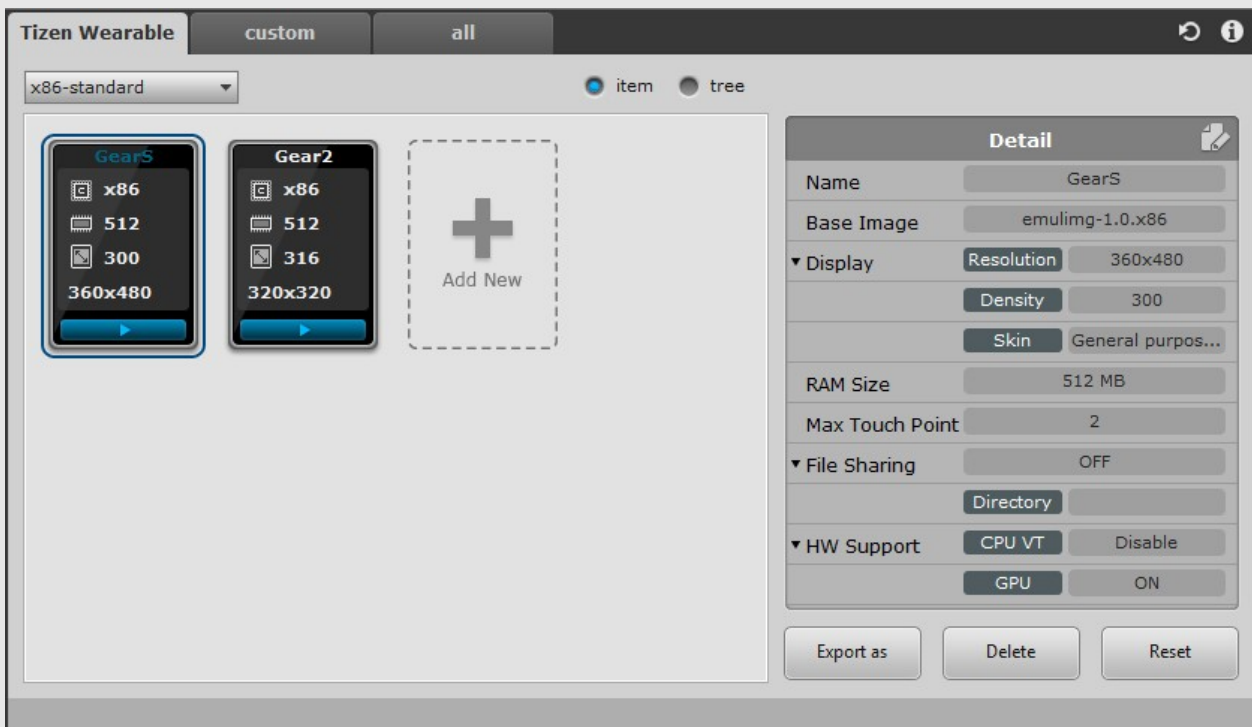 Tizen Wearable custom all
x86-standard item tree
GearS
x86
512
300
360x480
Gear2
x86
512
316
320x320
Add New
Detail
Name GearS
Base Image emulimg-1.0.x86
Display Resolution 360x480
Density 300
Skin General purpos...
RAM Size 512 MB
Max Touch Point 2
File Sharing OFF
Directory
HW Support CPU VT Disable
GPU ON
Export as Delete Reset